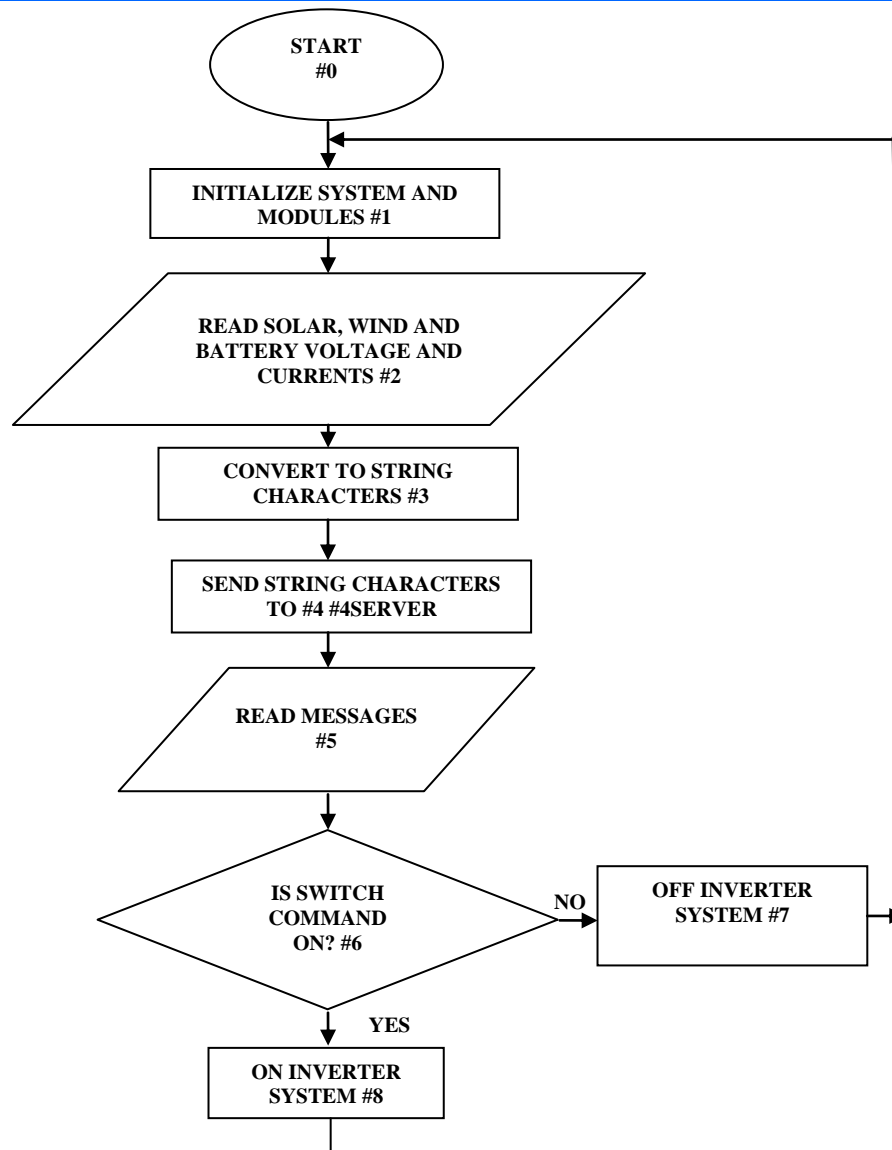 START
#0
INITIALIZE SYSTEM AND
MODULES #1
READ SOLAR, WIND AND
BATTERY VOLTAGE AND
CURRENTS #2
CONVERT TO STRING
CHARACTERS #3
SEND STRING CHARACTERS
TO #4 #4SERVER
READ MESSAGES
#5
IS SWITCH
COMMAND
ON? #6
NO
OFF INVERTER
SYSTEM #7
YES
ON INVERTER
SYSTEM #8